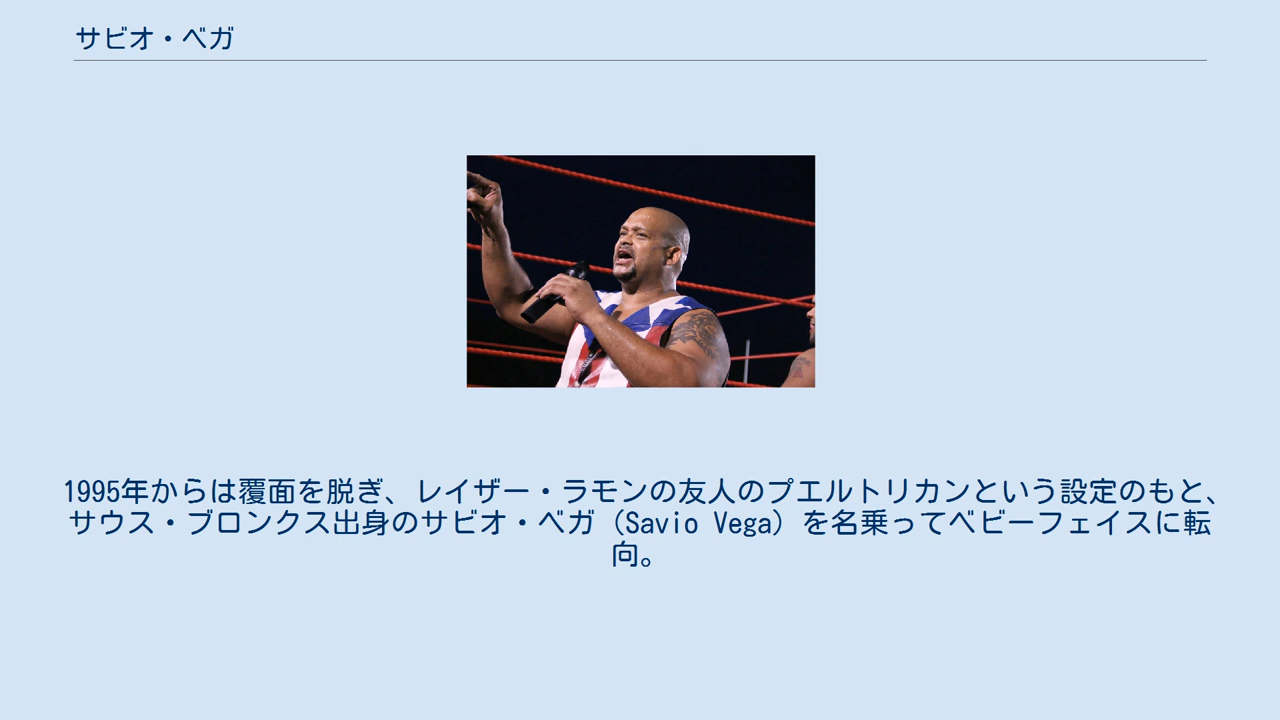 サビオ・ベガ
1995年からは覆面を脱ぎ、レイザー・ラモンの友人のプエルトリカンという設定のもと、
サウス・ブロンクス出身のサビオ・ベガ（Savio Vega）を名乗ってベビーフェイスに転
向。